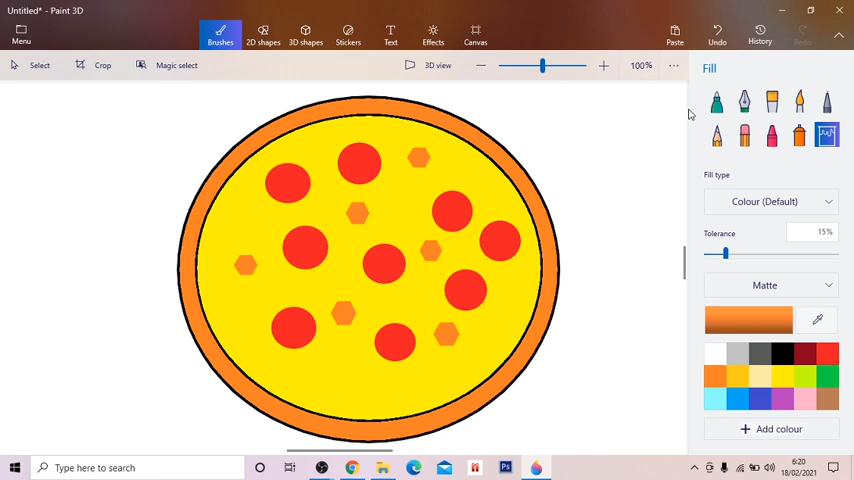 Untitled* - Paint 3D
Menu
Brushes
2D shapes
3D shapes
Stickers
Text
Effects
Canvas
Paste
Undo
History
Redo
Select
Crop
Magic select
3D view
100%
Fill
Fill type
Colour (Default)
Tolerance
15%
Matte
Add colour
Type here to search
Ps
6:20
18/02/2021